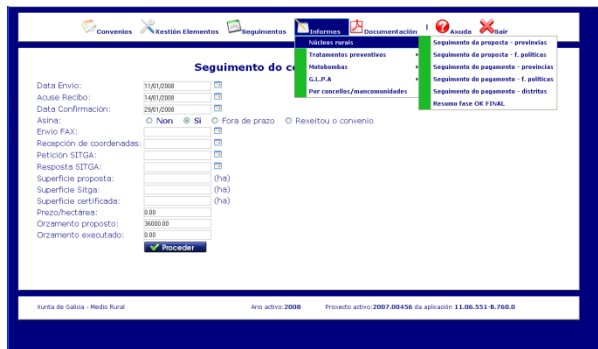 Convenios Xestión Elementos Seguimentos Informes Documentación | Axuda Sair
Núcleos rurais
Tratamentos preventivos
Motobombas
G.L.P.A
Por concellos/mancomunidades
Seguimento da proposta - provinvias
Seguimento da proposta - f. políticas
Seguimento do pagamento - provincias
Seguimento do pagamento - f. políticas
Seguimento do pagamento - distritos
Resumo fase OK FINAL
Seguimento do c
Data Envio: 11/01/2008
Acuse Recibo: 14/01/2008
Data Confirmación: 29/01/2008
Asina: Non Si Fora de prazo Rexeitou o convenio
Envio FAX:
Recepción de coordenadas:
Petición SITGA:
Resposta SITGA:
Superficie proposta: (ha)
Superficie Sitga: (ha)
Superficie certificada: (ha)
Prezo/hectárea: 0.00
Orzamento proposto: 36000.00
Orzamento executado: 0.00
Proceder
Xunta de Galicia - Medio Rural Ano activo:2008 Proxecto activo:2007.00456 da aplicación 11.06.551-B.760.0